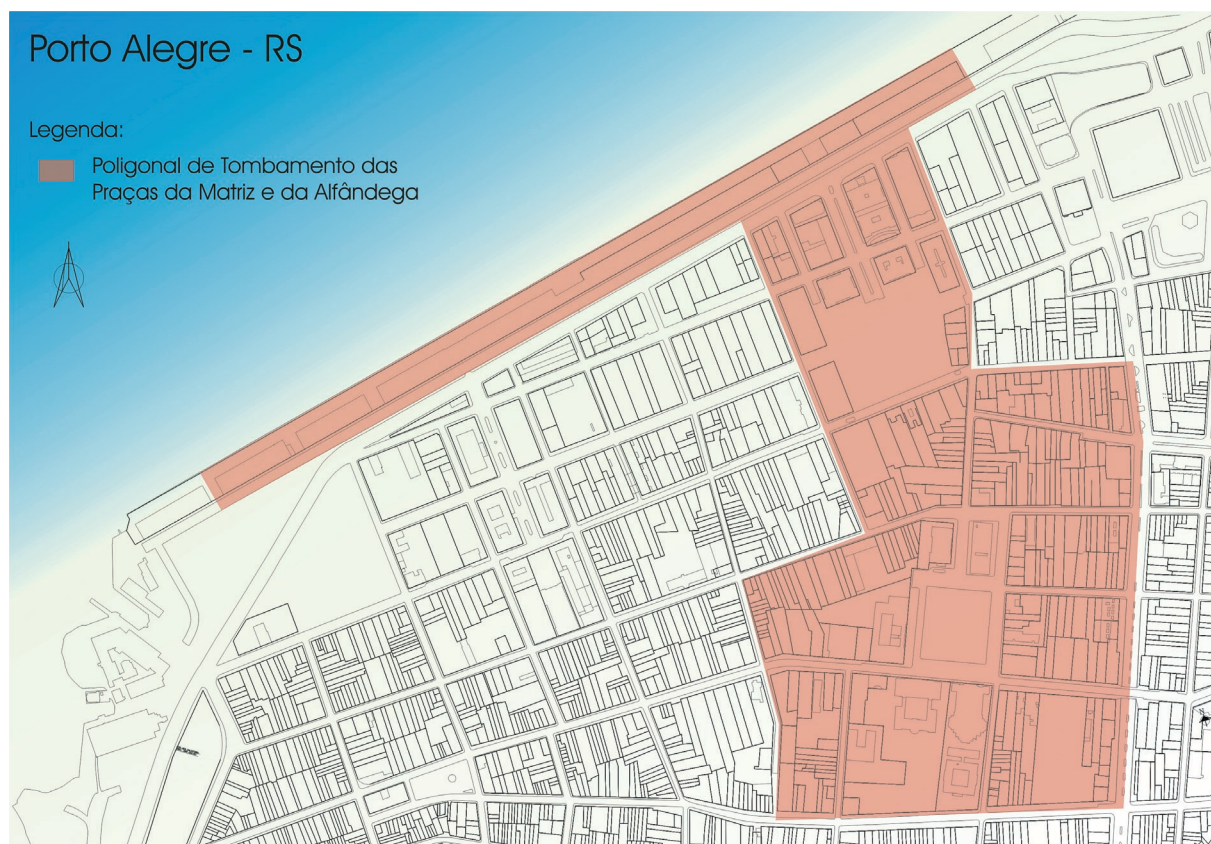 Porto Alegre - RS
Legenda:
Poligonal de Tombamento das
Praças da Matriz e da Alfândega